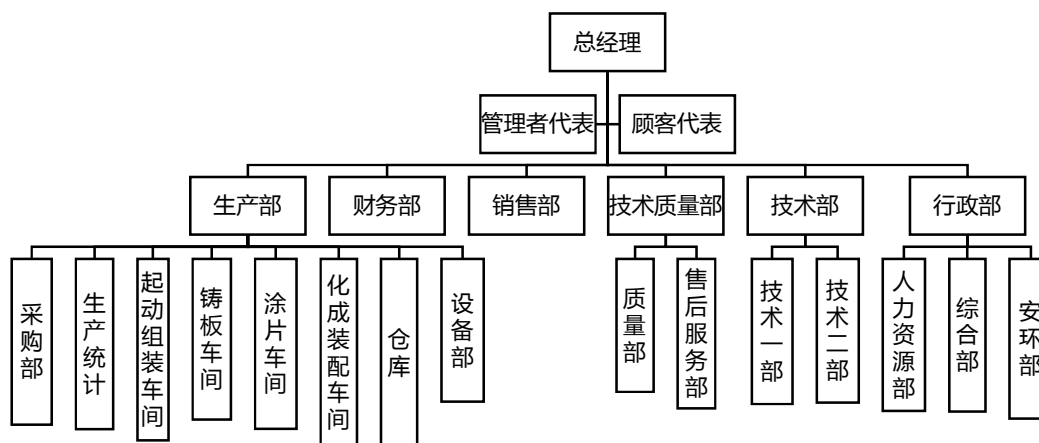 总经理
管理者代表
顾客代表
生产部
财务部
销售部
技术质量部
技术部
行政部
采购部
生产统计
起动组装车间
铸板车间
涂片车间
化成装配车间
仓库
设备部
质量部
售后服务部
技术一部
技术二部
人力资源部
综合部
安环部